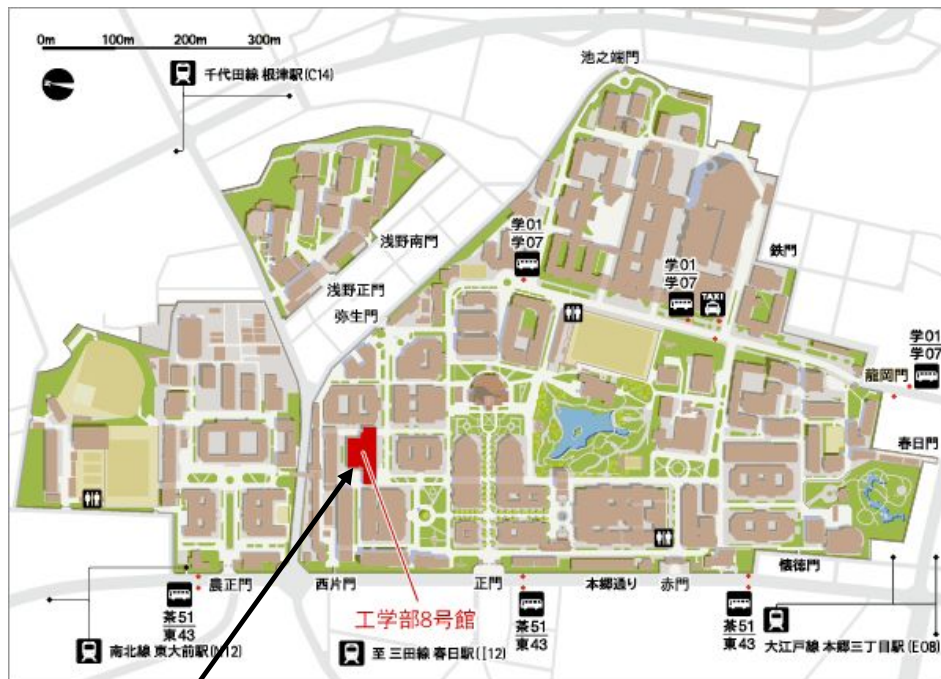 0m 100m 200m 300m
千代田線 根津駅(C14)
池之端門
浅野南門
浅野正門
弥生門
学01
学07
学01
学07
TAXI
鉄門
学01
学07
龍岡門
春日門
農正門
西片門
正門
本郷通り
赤門
懐徳門
工学部8号館
茶51
東43
茶51
東43
茶51
東43
南北線 東大前駅(N12)
至 三田線 春日駅(I12)
大江戸線 本郷三丁目駅(E08)